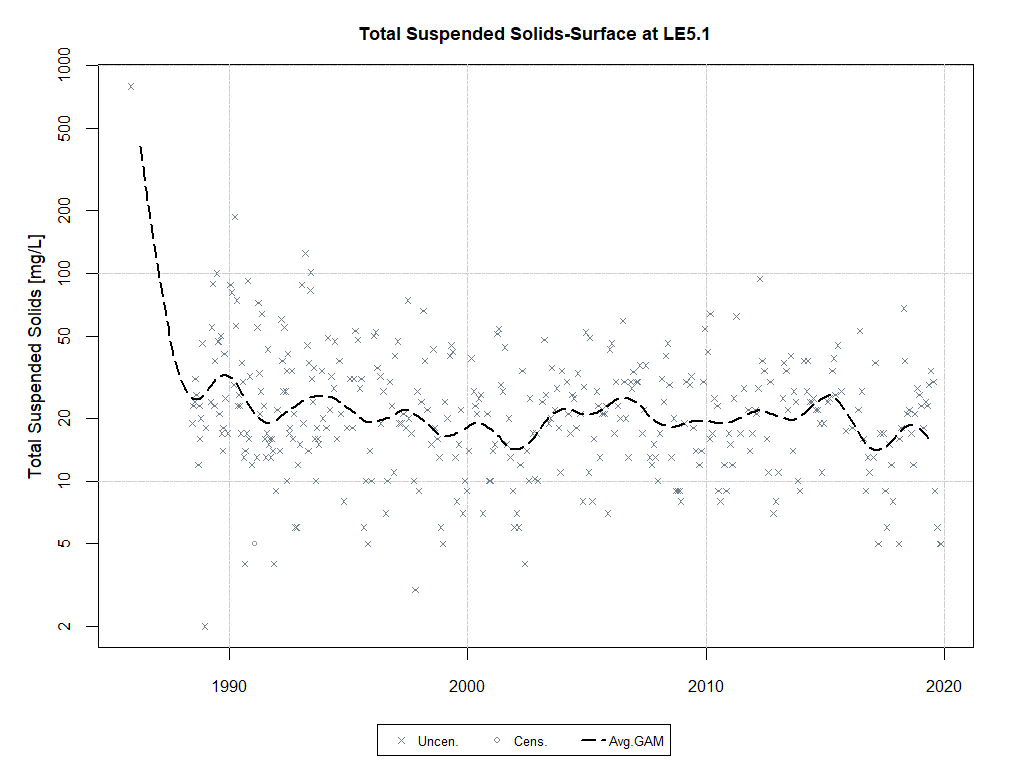 Total Suspended Solids-Surface at LE5.1
Total Suspended Solids [mg/L]
1000
500
200
100
50
20
10
5
2
1990
2000
2010
2020
Uncen.
Cens.
Avg.GAM